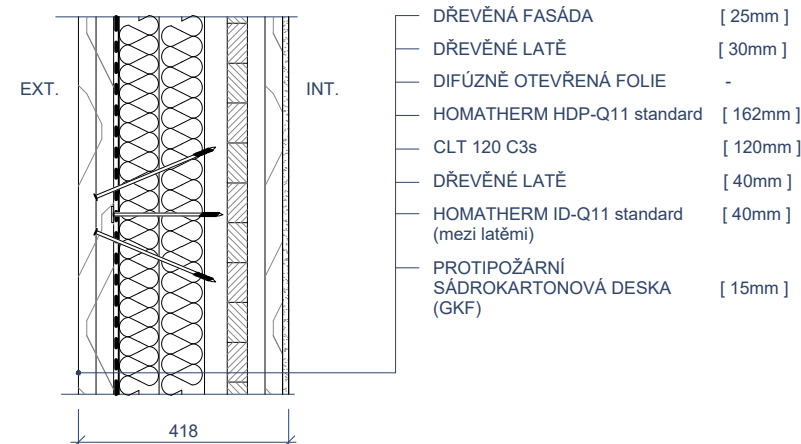 DŘEVĚNÁ FASÁDA [ 25mm ]
DŘEVĚNÉ LATĚ [ 30mm ]
DIFÚZNĚ OTEVŘENÁ FOLIE -
EXT.
INT.
HOMATHERM HDP-Q11 standard [ 162mm ]
CLT 120 C3s [ 120mm ]
DŘEVĚNÉ LATĚ [ 40mm ]
HOMATHERM ID-Q11 standard [ 40mm ]
(mezi latěmi)
PROTIPOŽÁRNÍ
SÁDROKARTONOVÁ DESKA [ 15mm ]
(GKF)
418